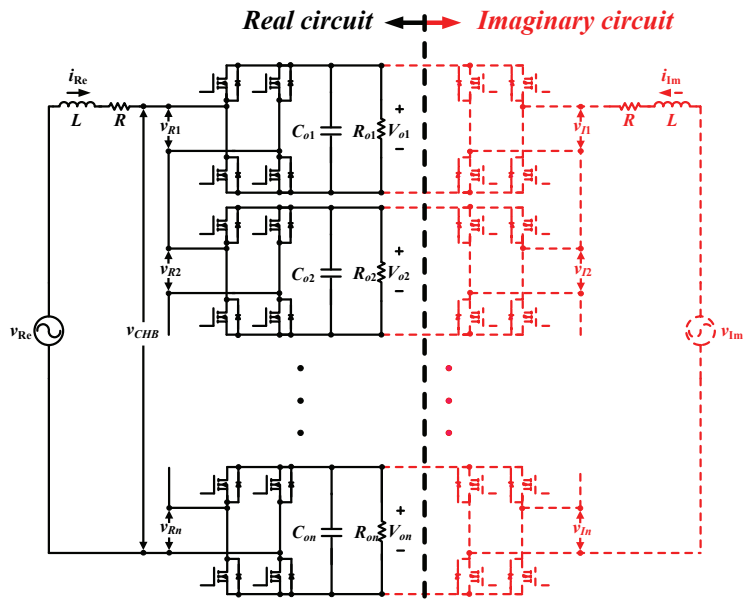 Real circuit
Imaginary circuit
iRe
L
R
vR1
Co1
Ro1
+
Vo1
−
vI1
R
L
iIm
vR2
Co2
Ro2
+
Vo2
−
vI2
vRe
vCHB
vIm
vRn
Con
Ron
+
Von
−
vIn